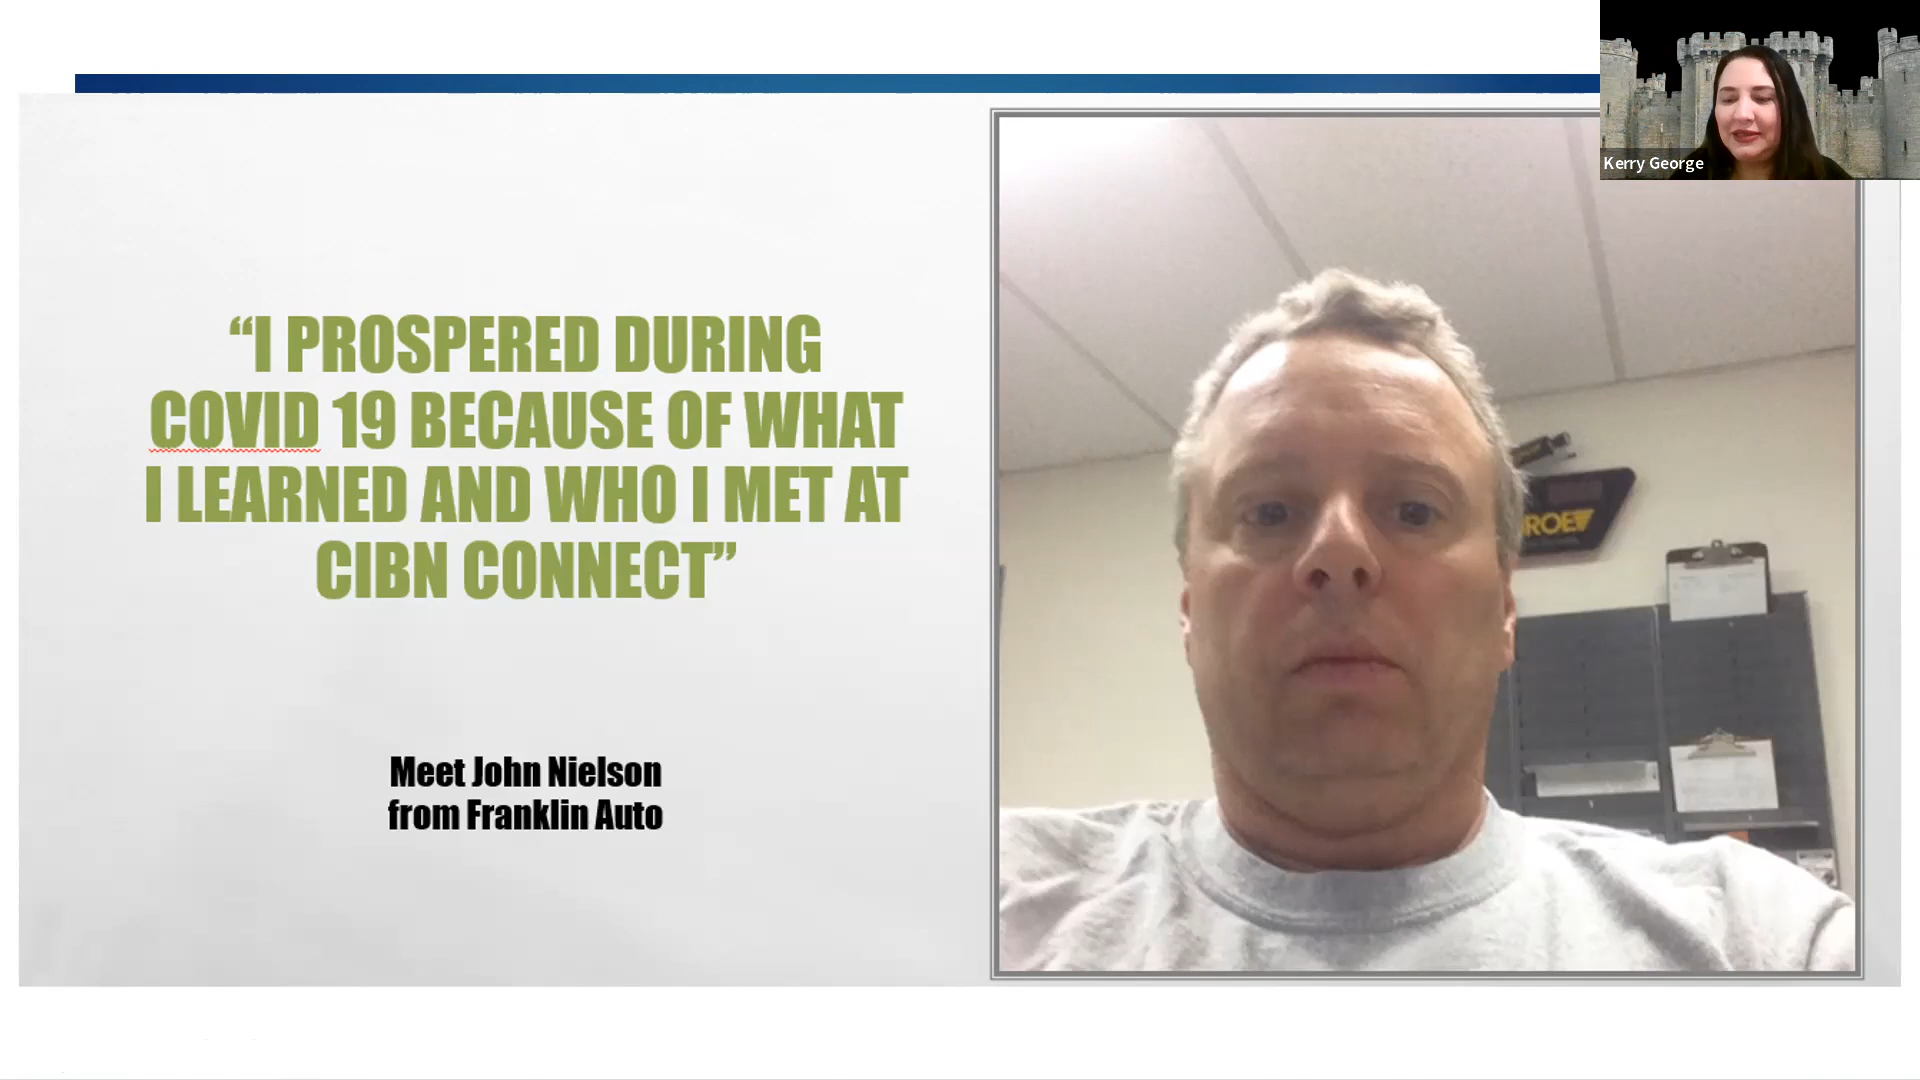 Kerry George
“I PROSPERED DURING
COVID 19 BECAUSE OF WHAT
I LEARNED AND WHO I MET AT
CIBN CONNECT”
Meet John Nielson
from Franklin Auto